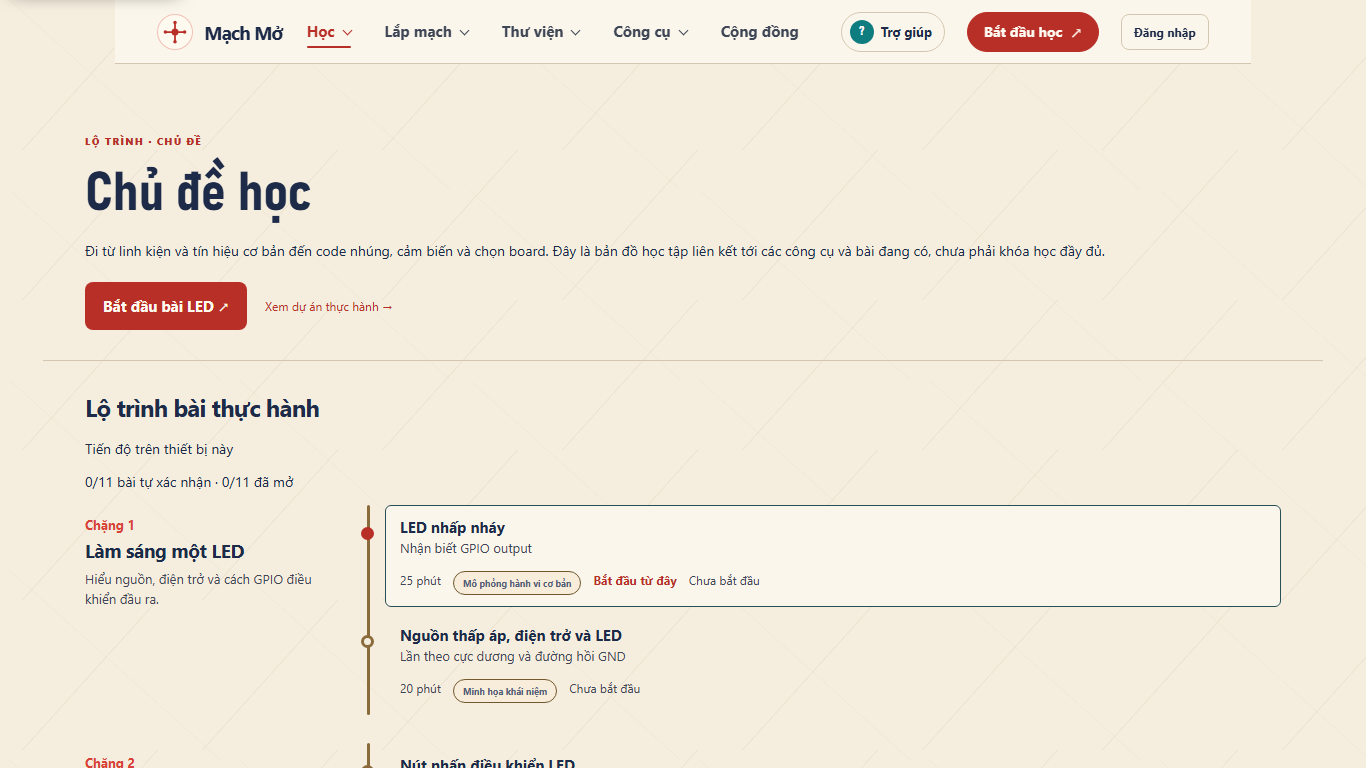 Mạch Mở
Học
Lắp mạch
Thư viện
Công cụ
Cộng đồng
? Trợ giúp
Bắt đầu học ↗
Đăng nhập
LỘ TRÌNH · CHỦ ĐỀ
Chủ đề học
Đi từ linh kiện và tín hiệu cơ bản đến code nhúng, cảm biến và chọn board. Đây là bản đồ học tập liên kết tới các công cụ và bài đang có, chưa phải khóa học đầy đủ.
Bắt đầu bài LED ↗
Xem dự án thực hành →
Lộ trình bài thực hành
Tiến độ trên thiết bị này
0/11 bài tự xác nhận · 0/11 đã mở
Chặng 1
Làm sáng một LED
Hiểu nguồn, điện trở và cách GPIO điều
khiển đầu ra.
LED nhấp nháy
Nhận biết GPIO output
25 phút
Mô phỏng hành vi cơ bản
Bắt đầu từ đây
Chưa bắt đầu
Nguồn thấp áp, điện trở và LED
Lần theo cực dương và đường hồi GND
20 phút
Minh họa khái niệm
Chưa bắt đầu
Chặng 2
Nút nhấn điều khiển LED